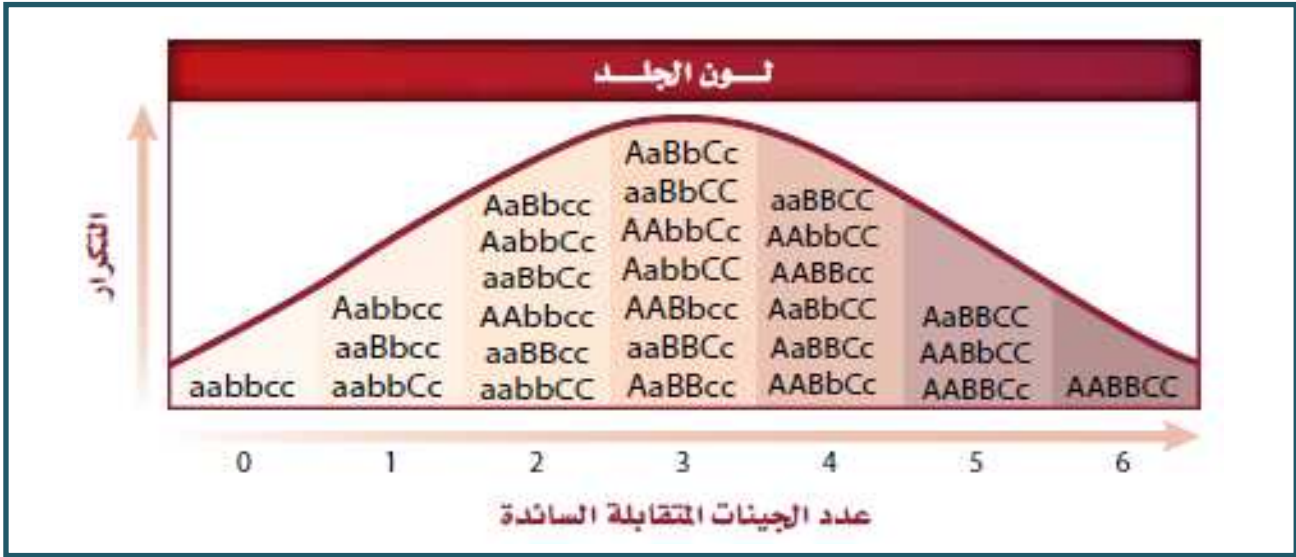 لـــون الجلـــد
التكرار
aabbcc
Aabbcc
aaBbcc
aabbCc
AaBbcc
AabbCc
aaBbCc
AAbbcc
aaBBcc
aabbCC
AaBbCc
aaBbCC
AAbbCc
AabbCC
AABbcc
aaBBCc
AaBBcc
aaBBCC
AAbbCC
AABBcc
AaBbCC
AaBBCc
AABbCc
AaBBCC
AABbCC
AABBCc
AABBCC
0 1 2 3 4 5 6
عدد الجينات المتقابلة السائدة